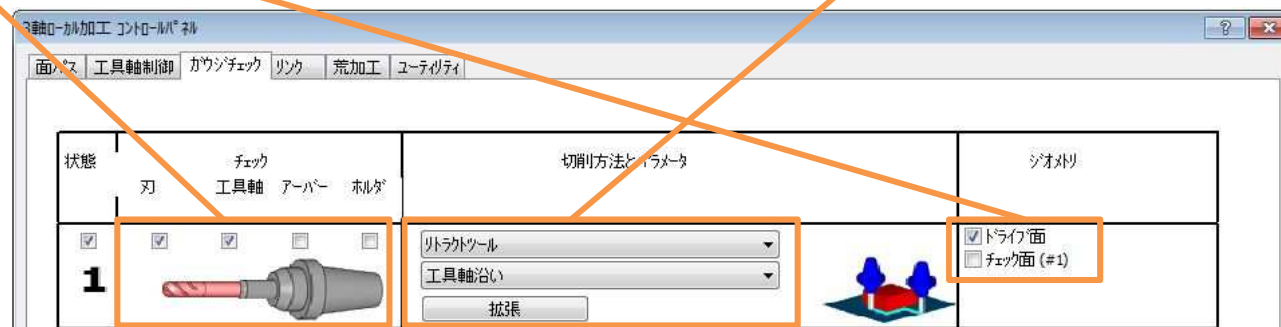 3軸ﾛｰｶﾙ加工 ｺﾝﾄﾛｰﾙﾊﾟﾈﾙ
面パス 工具軸制御 ｶﾞｳｼﾞﾁｪｯｸ ﾘﾝｸ 荒加工 ﾕｰﾃｨﾘﾃｨ
状態 ﾁｪｯｸ 切削方法とパラメータ ｼﾞｵﾒﾄﾘ
刃 工具軸 ｱｰﾊﾞｰ ﾎﾙﾀﾞ
1
ﾘﾄﾗｸﾄﾂｰﾙ
工具軸沿い
拡張
ﾄﾞﾗｲﾌﾞ面
ﾁｪｯｸ面 (#1)